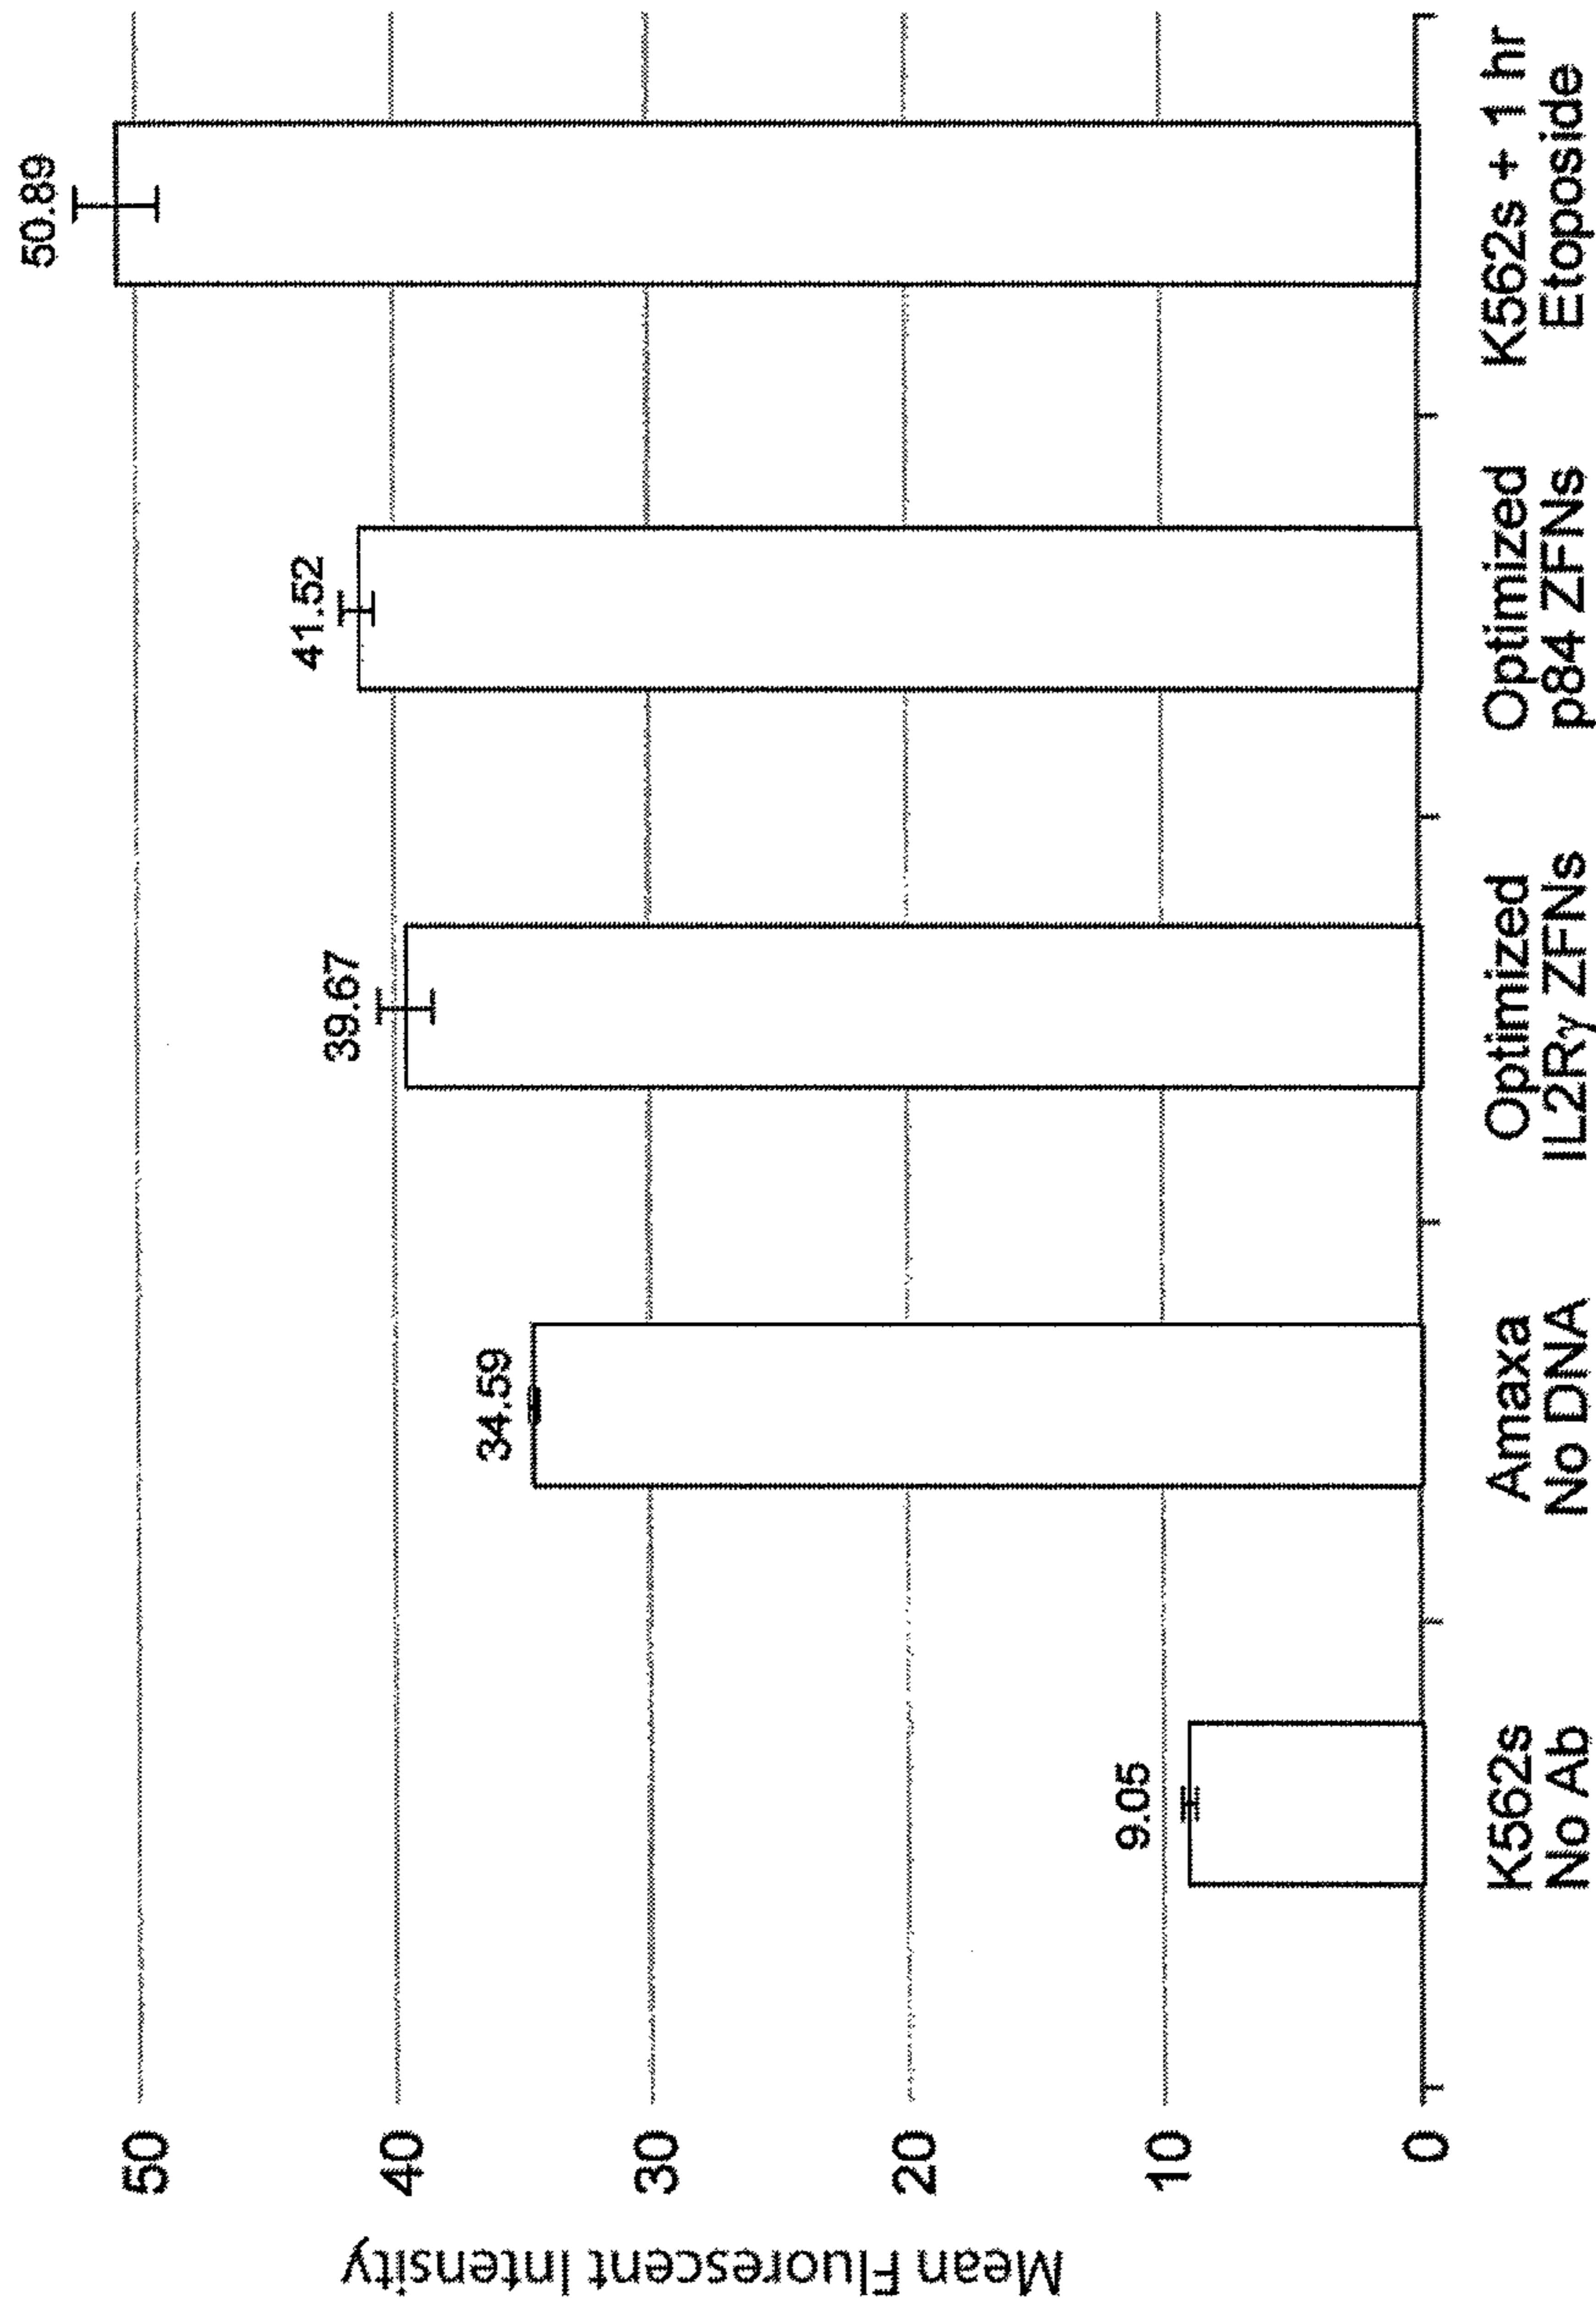 Mean Fluorescent Intensity
50
40
30
20
10
0
9.05
34.59
39.67
41.52
50.89
K562s
No Ab
Amaxa
No DNA
Optimized
IL2Rγ ZFNs
Optimized
p84 ZFNs
K562s + 1 hr
Etoposide